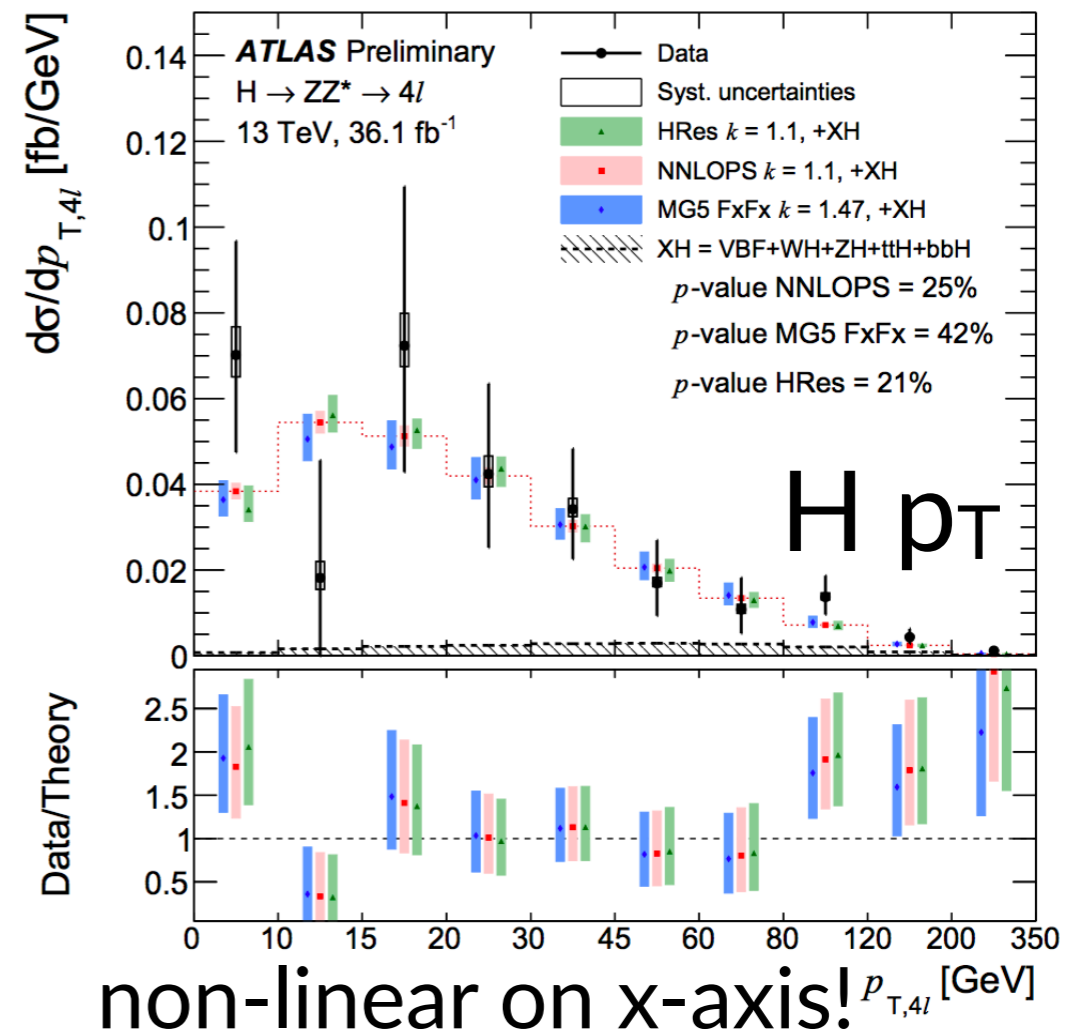 dσ/dp T,4l [fb/GeV]
0.14
0.12
0.1
0.08
0.06
0.04
0.02
0
ATLAS Preliminary
H → ZZ* → 4l
13 TeV, 36.1 fb-1
Data
Syst. uncertainties
HRes k = 1.1, +XH
NNLOPS k = 1.1, +XH
MG5 FxFx k = 1.47, +XH
XH = VBF+WH+ZH+ttH+bbH
p-value NNLOPS = 25%
p-value MG5 FxFx = 42%
p-value HRes = 21%
H pT
Data/Theory
2.5
2
1.5
1
0.5
0 10 15 20 30 45 60 80 120 200 350
non-linear on x-axis! p T,4l [GeV]